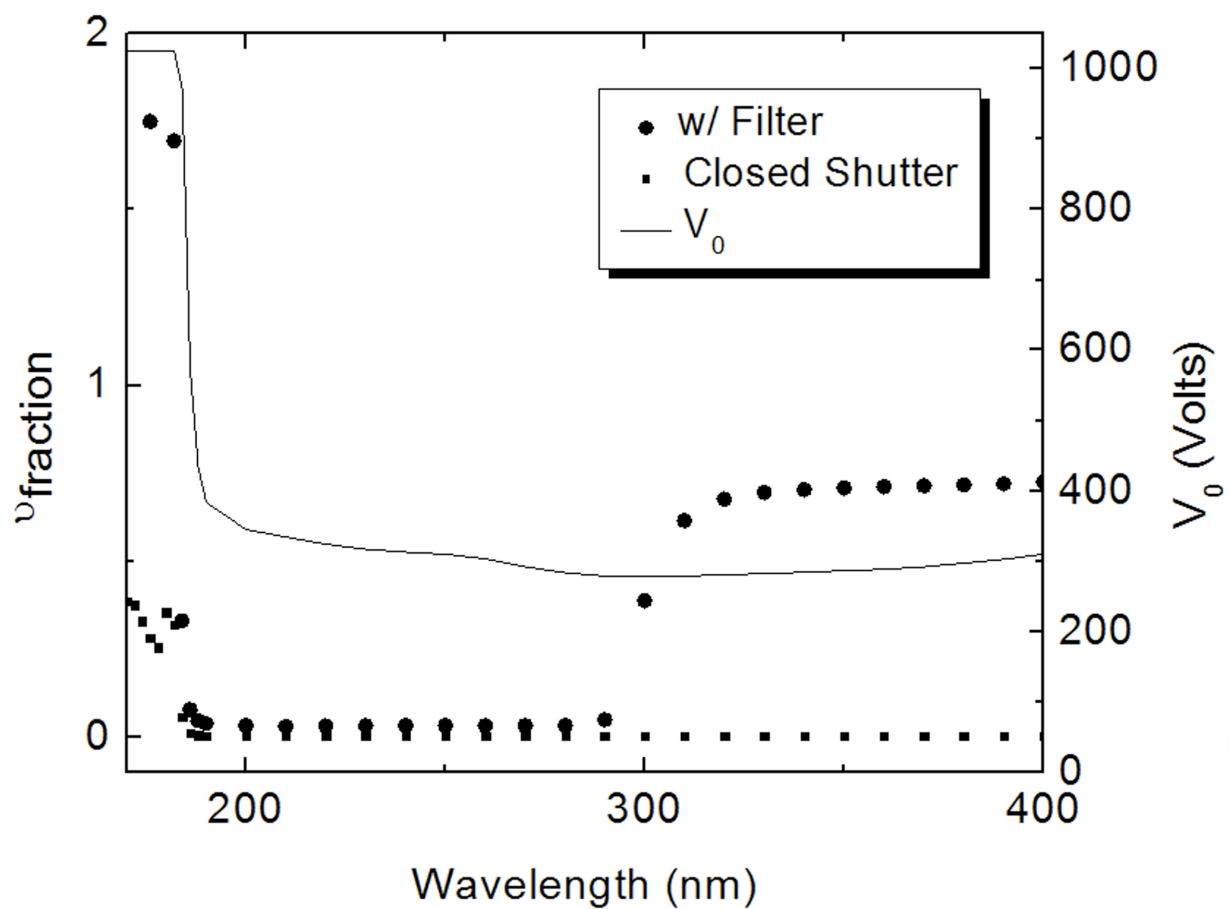 2
1
0
υfraction
w/ Filter
Closed Shutter
V₀
1000
800
600
400
200
0
V₀ (Volts)
200 300 400
Wavelength (nm)